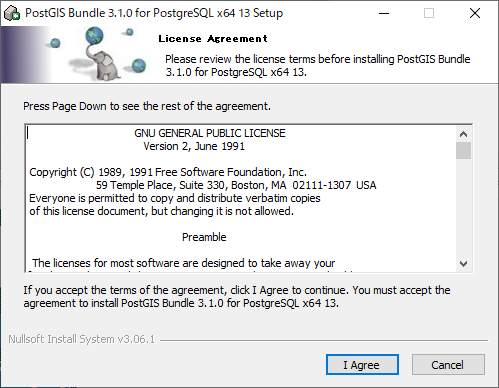 PostGIS Bundle 3.1.0 for PostgreSQL x64 13 Setup
License Agreement
Please review the license terms before installing PostGIS Bundle
3.1.0 for PostgreSQL x64 13.
Press Page Down to see the rest of the agreement.
GNU GENERAL PUBLIC LICENSE
Version 2, June 1991
Copyright (C) 1989, 1991 Free Software Foundation, Inc.
59 Temple Place, Suite 330, Boston, MA 02111-1307 USA
Everyone is permitted to copy and distribute verbatim copies
of this license document, but changing it is not allowed.
Preamble
The licenses for most software are designed to take away your
If you accept the terms of the agreement, click I Agree to continue. You must accept the
agreement to install PostGIS Bundle 3.1.0 for PostgreSQL x64 13.
Nullsoft Install System v3.06.1
I Agree
Cancel